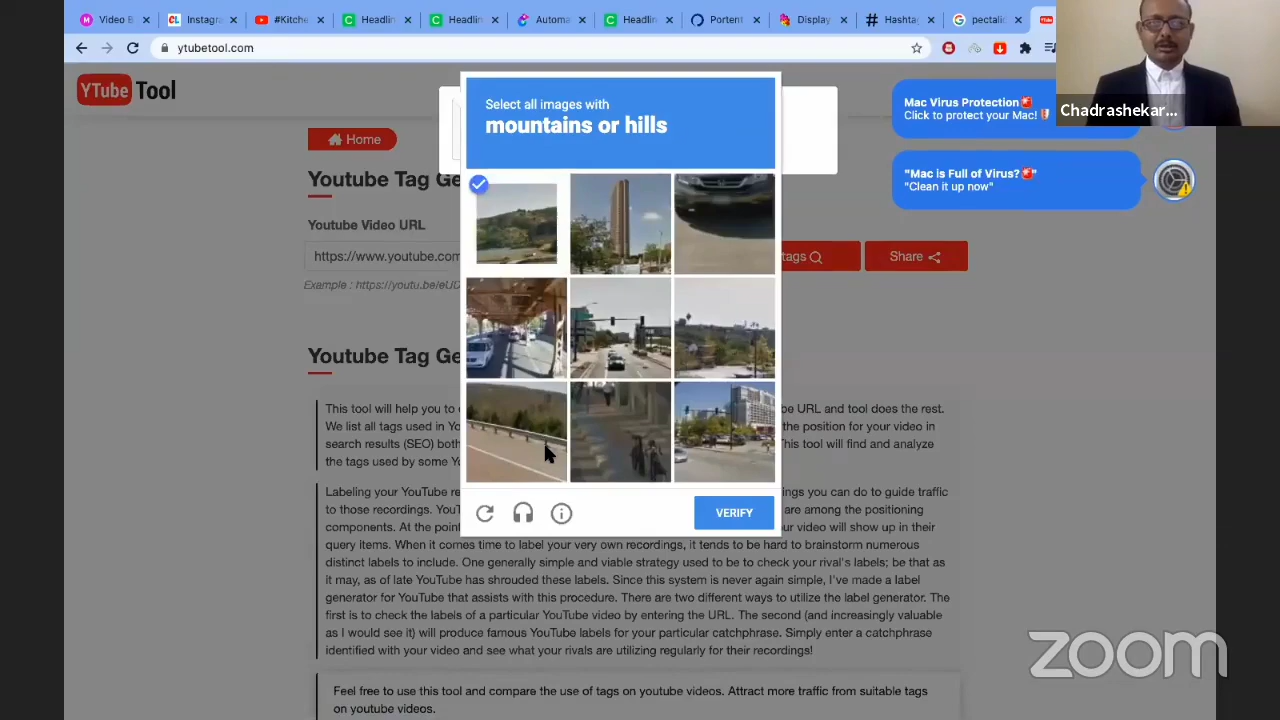 Video B
Instagra
#Kitche
Headlin
Headlin
Automa
Headlin
Portent
Display
Hashta
pectalic
ytubetool.com
YTube Tool
Select all images with
mountains or hills
Mac Virus Protection🚨
Click to protect your Mac!
"Mac is Full of Virus?🚨"
"Clean it up now"
Chadrashekar...
Home
Youtube Tag Ge
Youtube Video URL
https://www.youtube.com
tags
Share
Example : https://youtu.be/eU
Youtube Tag Ge
This tool will help you to
be URL and tool does the rest.
We list all tags used in Yo
the position for your video in
search results (SEO) both
This tool will find and analyze
the tags used by some Yo
VERIFY
Labeling your YouTube re
ings you can do to guide traffic
to those recordings. YouT
are among the positioning
components. At the point
ur video will show up in their
query items. When it comes time to label your very own recordings, it tends to be hard to brainstorm numerous
distinct labels to include. One generally simple and viable strategy used to be to check your rival's labels; be that as
it may, as of late YouTube has shrouded these labels. Since this system is never again simple, I've made a label
generator for YouTube that assists with this procedure. There are two different ways to utilize the label generator. The
first is to check the labels of a particular YouTube video by entering the URL. The second (and increasingly valuable
as I would see it) will produce famous YouTube labels for your particular catchphrase. Simply enter a catchphrase
identified with your video and see what your rivals are utilizing regularly for their recordings!
Feel free to use this tool and compare the use of tags on youtube videos. Attract more traffic from suitable tags
on youtube videos.
zoom